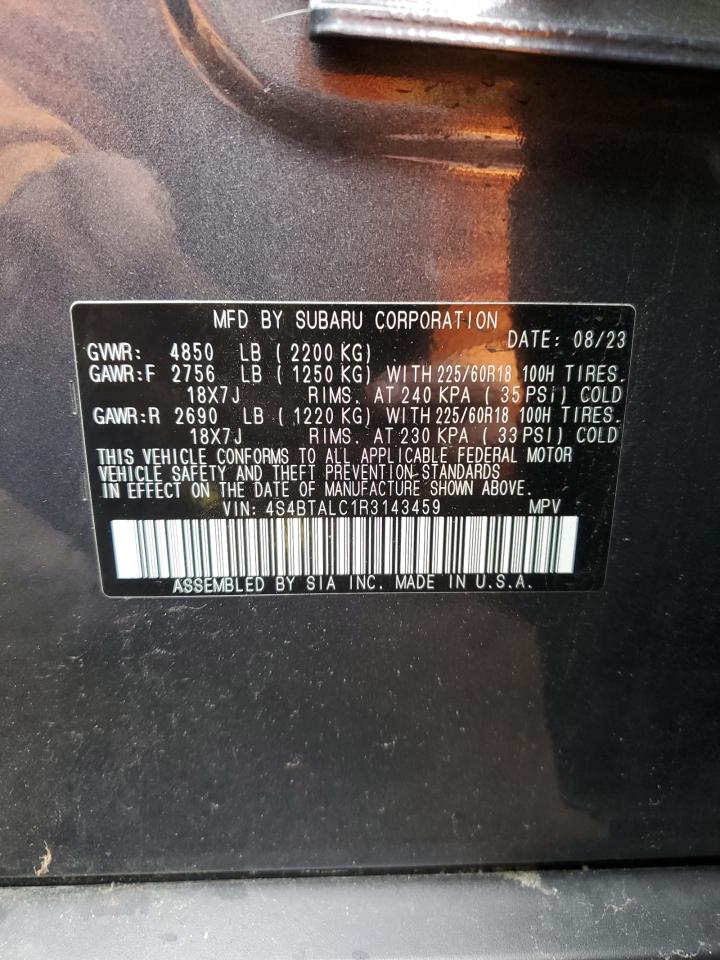 MFD BY SUBARU CORPORATION
DATE: 08/23
GVWR: 4850 LB ( 2200 KG)
GAWR:F 2756 LB ( 1250 KG) WITH 225/60R18 100H TIRES.
18X7J RIMS. AT 240 KPA ( 35 PSI) COLD
GAWR:R 2690 LB ( 1220 KG) WITH 225/60R18 100H TIRES.
18X7J RIMS. AT 230 KPA ( 33 PSI) COLD
THIS VEHICLE CONFORMS TO ALL APPLICABLE FEDERAL MOTOR
VEHICLE SAFETY AND THEFT PREVENTION STANDARDS
IN EFFECT ON THE DATE OF MANUFACTURE SHOWN ABOVE.
VIN: 4S4BTALC1R3143459 MPV
ASSEMBLED BY SIA INC. MADE IN U.S.A.